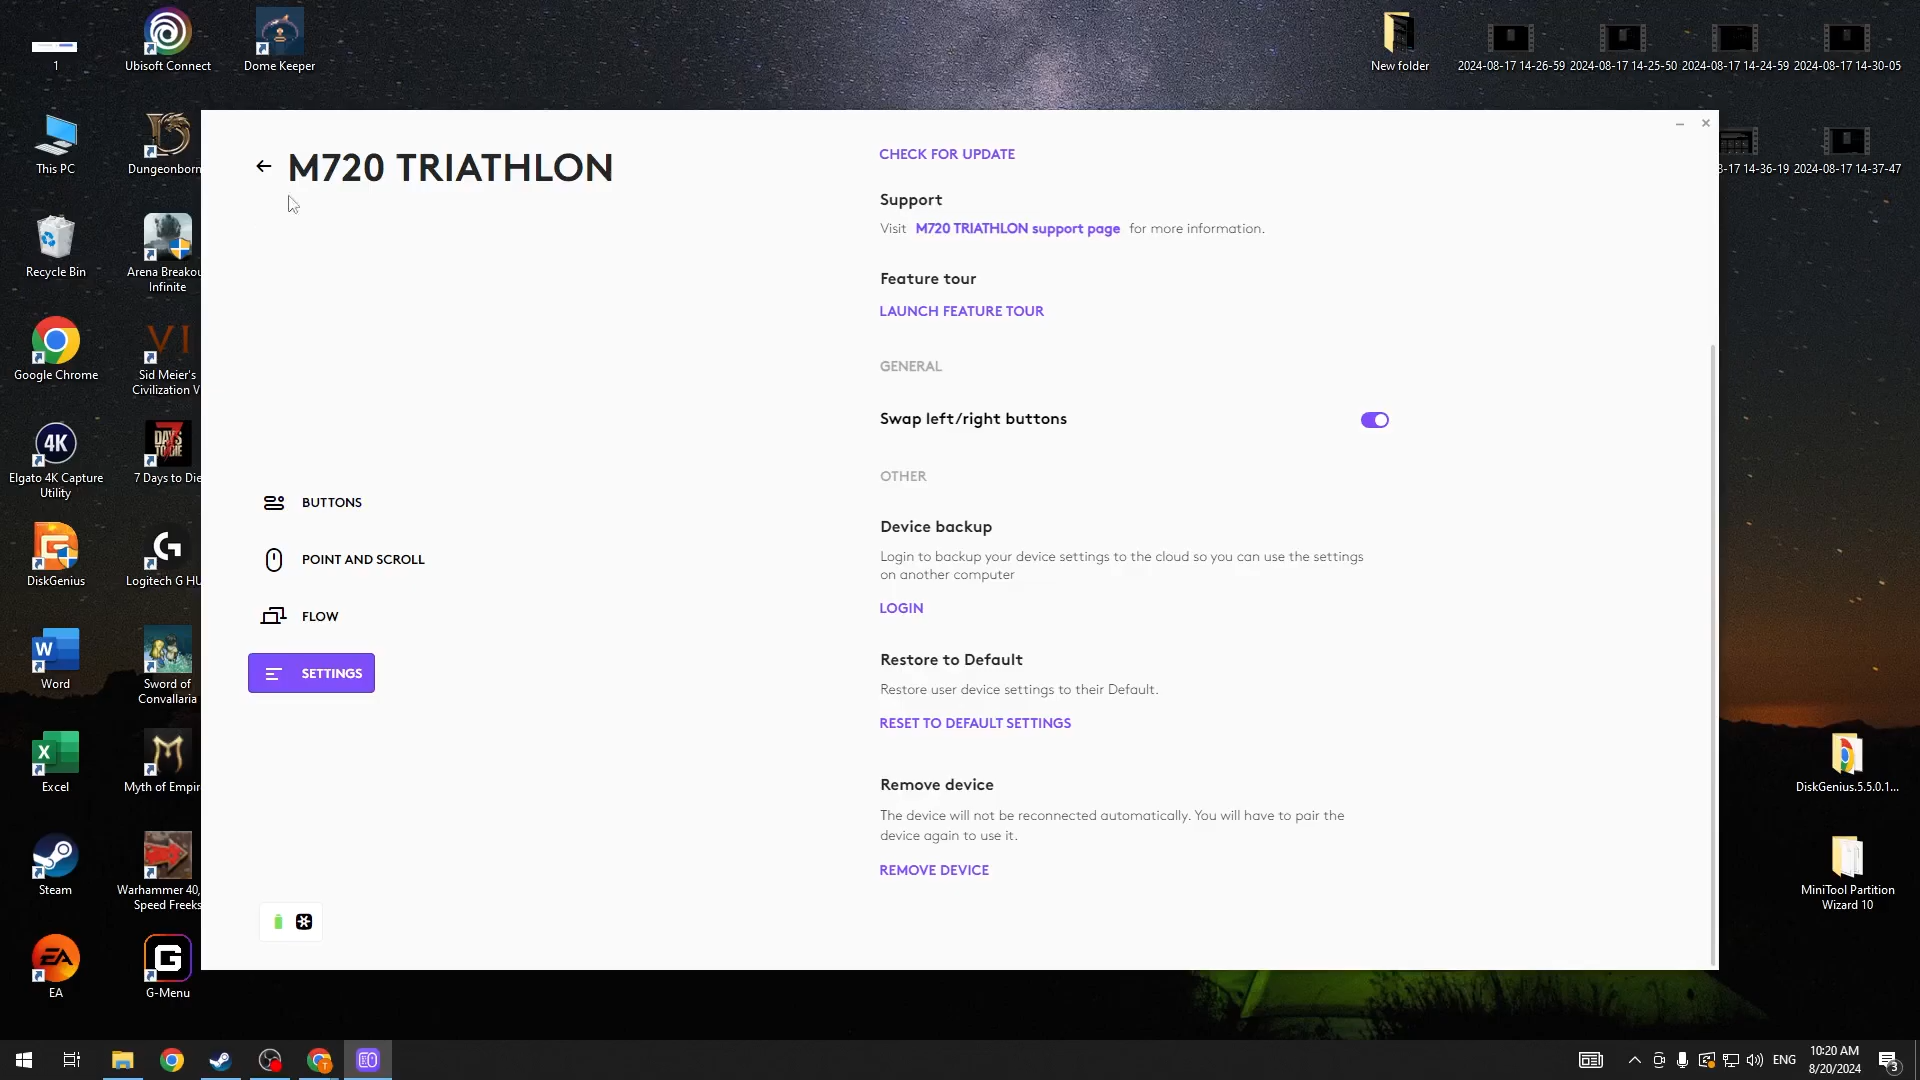 1
Ubisoft Connect
Dome Keeper
New folder
2024-08-17 14-26-59
2024-08-17 14-25-50
2024-08-17 14-24-59
2024-08-17 14-30-05
This PC
Dungeonborn
8-17 14-36-19
2024-08-17 14-37-47
M720 TRIATHLON
CHECK FOR UPDATE
Support
Visit M720 TRIATHLON support page for more information.
Feature tour
LAUNCH FEATURE TOUR
GENERAL
Swap left/right buttons
OTHER
Device backup
Login to backup your device settings to the cloud so you can use the settings
on another computer
LOGIN
Restore to Default
Restore user device settings to their Default.
RESET TO DEFAULT SETTINGS
Remove device
The device will not be reconnected automatically. You will have to pair the
device again to use it.
REMOVE DEVICE
BUTTONS
POINT AND SCROLL
FLOW
SETTINGS
Recycle Bin
Arena Breakou
Infinite
Google Chrome
VI
Sid Meier's
Civilization V
4K
Elgato 4K Capture
Utility
7 DAYS TO DIE
7 Days to Die
DiskGenius
Logitech G HU
W
Word
Sword of
Convallaria
X
Excel
Myth of Empir
Steam
Warhammer 40,
Speed Freeks
EA
EA
G
G-Menu
DiskGenius.5.5.0.1...
MiniTool Partition
Wizard 10
T
ENG
10:20 AM
8/20/2024
3